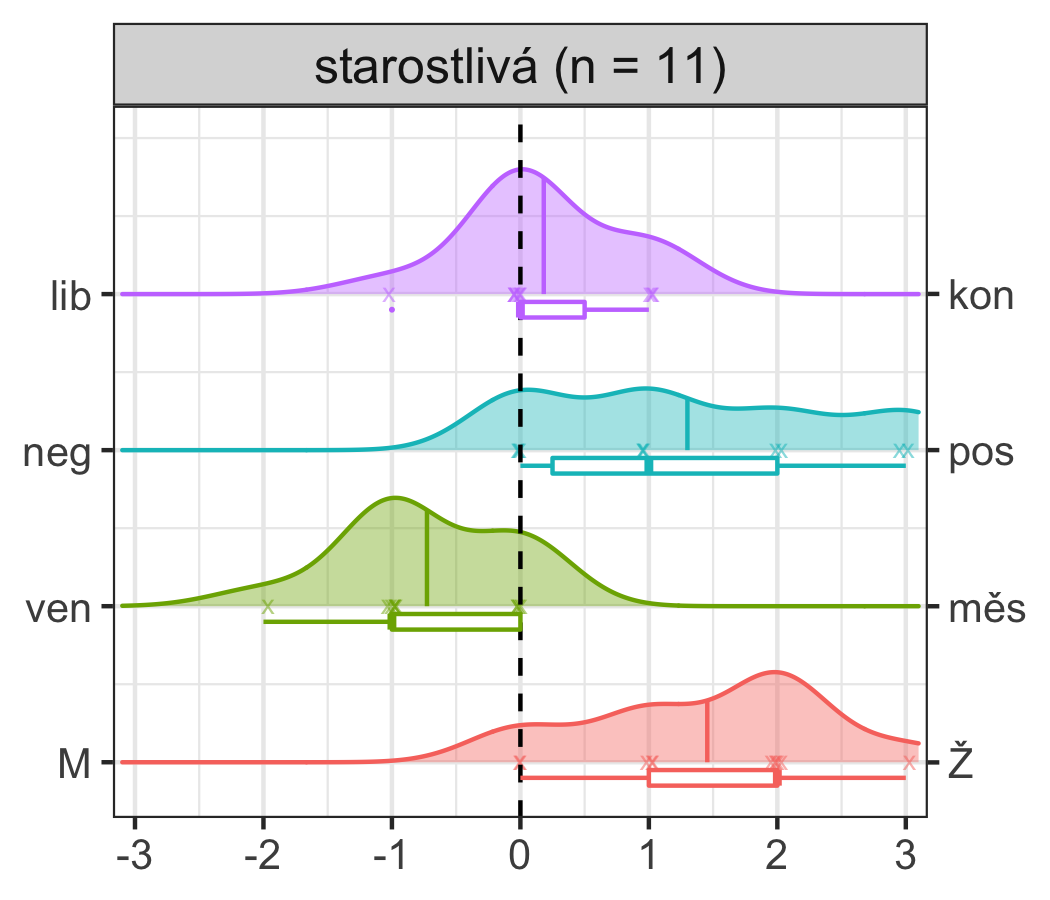 starostlivá (n = 11)
lib kon
neg pos
ven měs
M Ž
-3 -2 -1 0 1 2 3